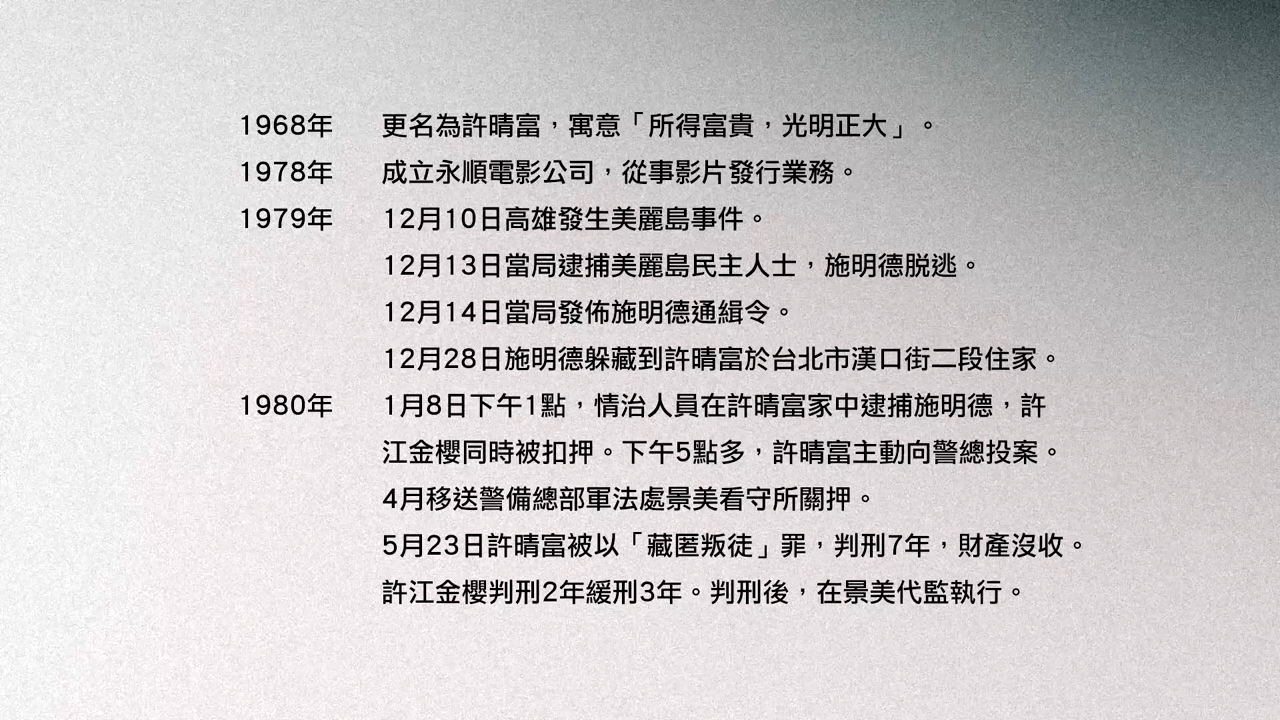 1968年 更名為許晴富，寓意「所得富貴，光明正大」。
1978年 成立永順電影公司，從事影片發行業務。
1979年 12月10日高雄發生美麗島事件。
12月13日當局逮捕美麗島民主人士，施明德脱逃。
12月14日當局發佈施明德通緝令。
12月28日施明德躲藏到許晴富於台北市漢口街二段住家。
1980年 1月8日下午1點，情治人員在許晴富家中逮捕施明德，許
江金櫻同時被扣押。下午5點多，許晴富主動向警總投案。
4月移送警備總部軍法處景美看守所關押。
5月23日許晴富被以「藏匿叛徒」罪，判刑7年，財產沒收。
許江金櫻判刑2年緩刑3年。判刑後，在景美代監執行。